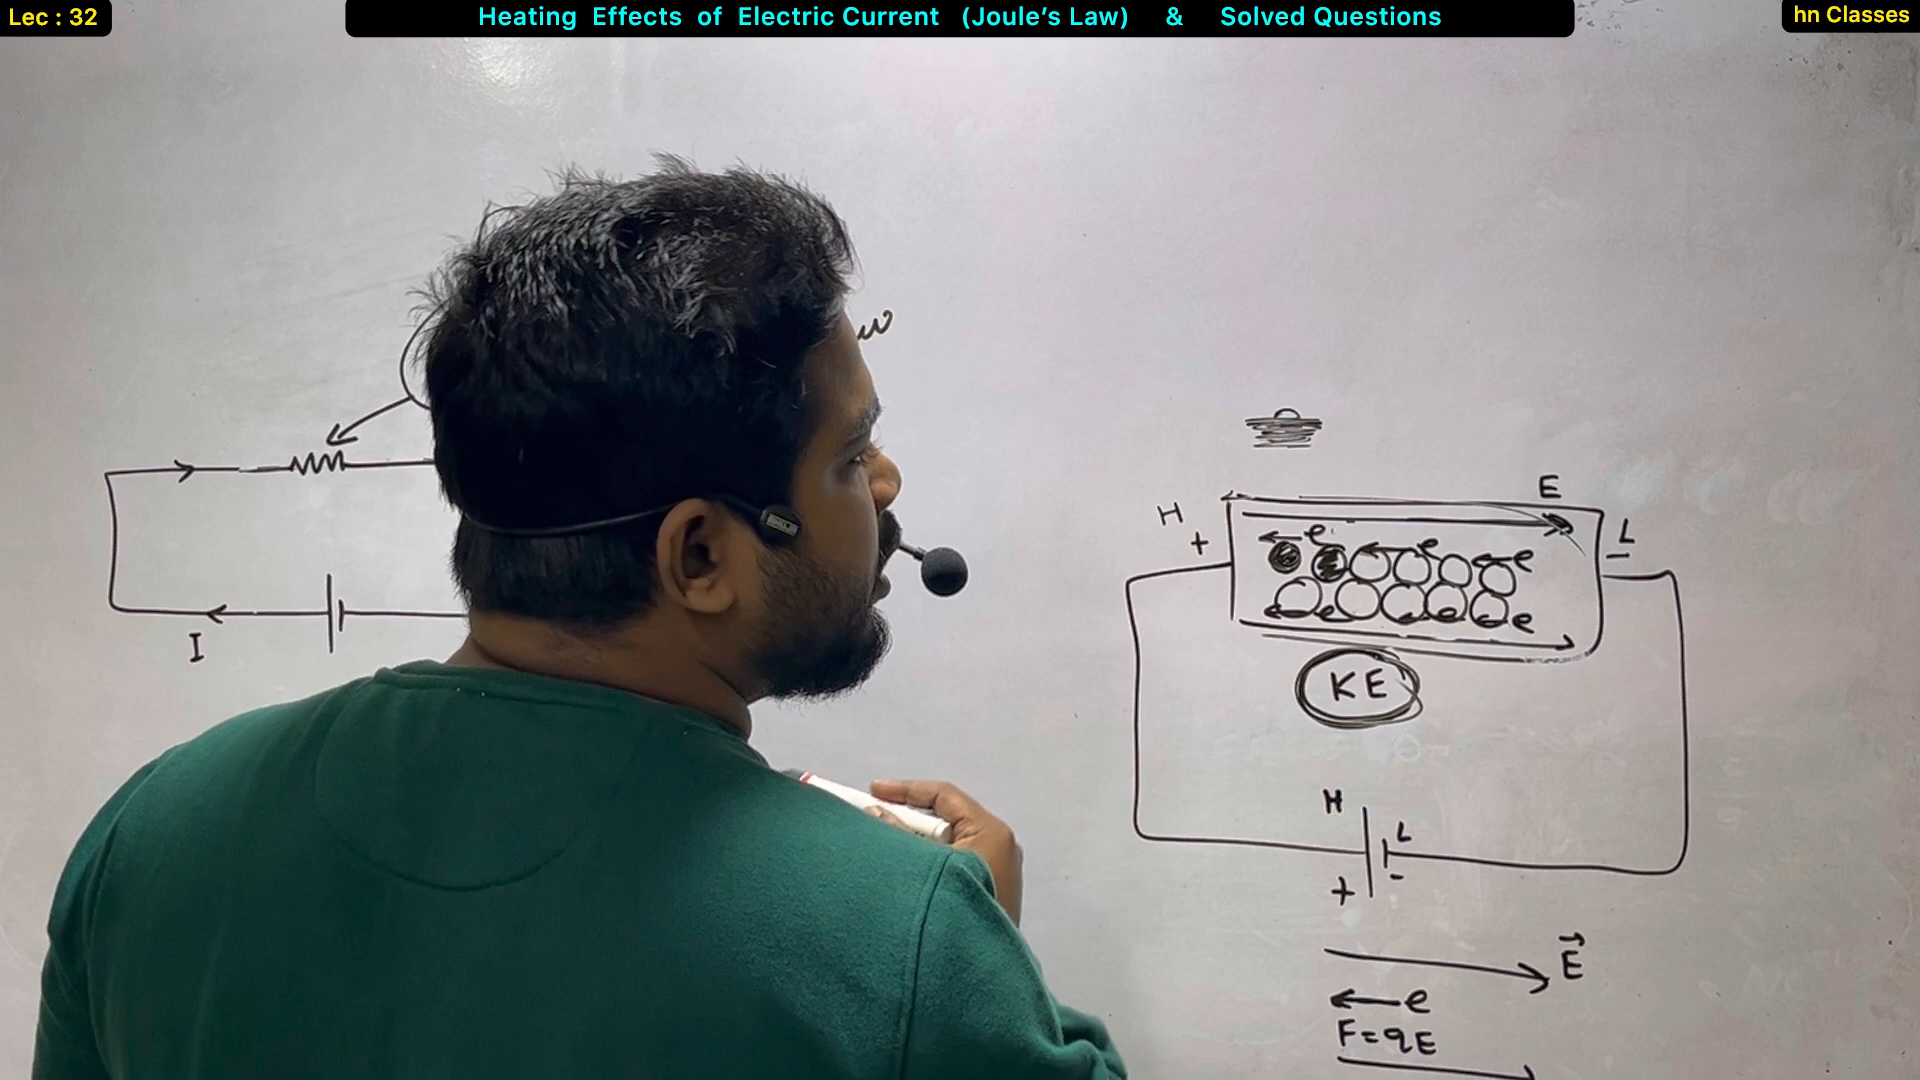 Lec : 32
Heating Effects of Electric Current (Joule’s Law) & Solved Questions
hn Classes
E
H
+
L
−
e
e
e
e
e
e
KE
H
L
+
-
I
E
e
F=qE